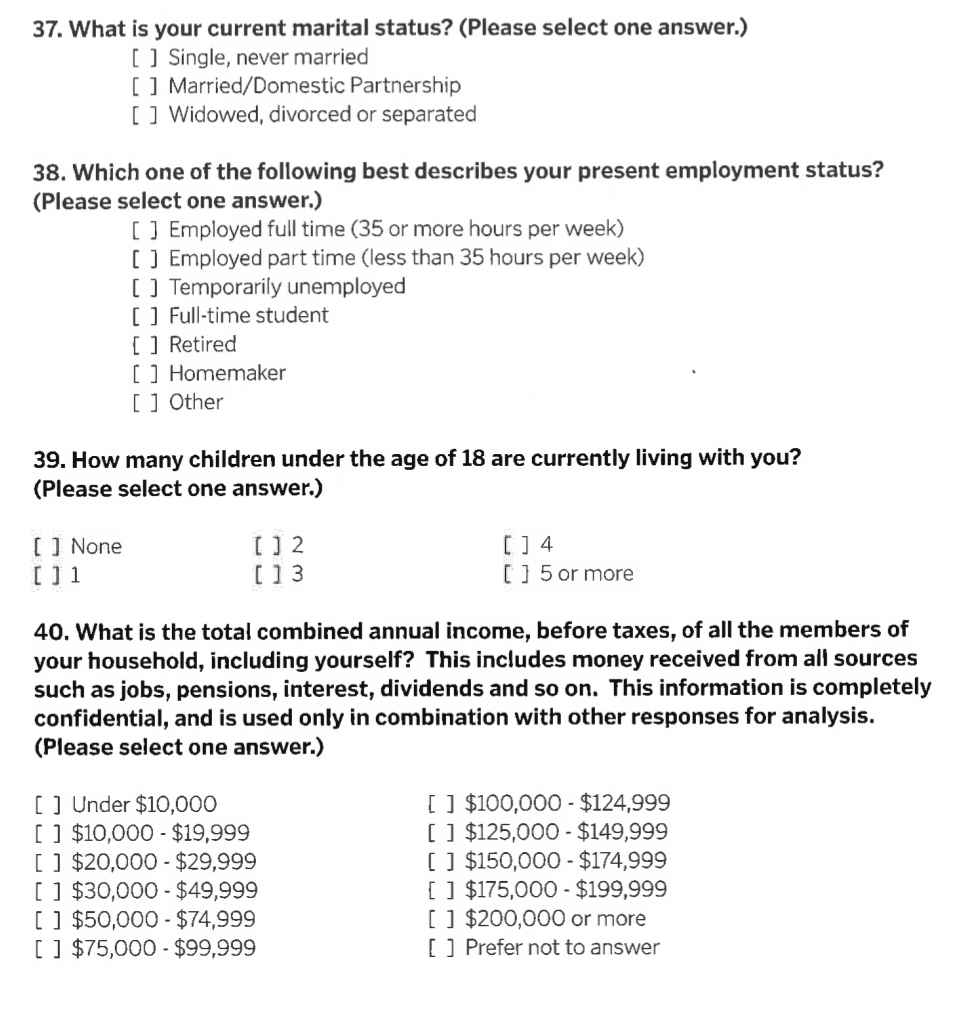 37. What is your current marital status? (Please select one answer.)
[ ] Single, never married
[ ] Married/Domestic Partnership
[ ] Widowed, divorced or separated
38. Which one of the following best describes your present employment status?
(Please select one answer.)
[ ] Employed full time (35 or more hours per week)
[ ] Employed part time (less than 35 hours per week)
[ ] Temporarily unemployed
[ ] Full-time student
[ ] Retired
[ ] Homemaker
[ ] Other
39. How many children under the age of 18 are currently living with you?
(Please select one answer.)
[ ] None [ ] 2 [ ] 4
[ ] 1 [ ] 3 [ ] 5 or more
40. What is the total combined annual income, before taxes, of all the members of
your household, including yourself? This includes money received from all sources
such as jobs, pensions, interest, dividends and so on. This information is completely
confidential, and is used only in combination with other responses for analysis.
(Please select one answer.)
[ ] Under $10,000 [ ] $100,000 - $124,999
[ ] $10,000 - $19,999 [ ] $125,000 - $149,999
[ ] $20,000 - $29,999 [ ] $150,000 - $174,999
[ ] $30,000 - $49,999 [ ] $175,000 - $199,999
[ ] $50,000 - $74,999 [ ] $200,000 or more
[ ] $75,000 - $99,999 [ ] Prefer not to answer